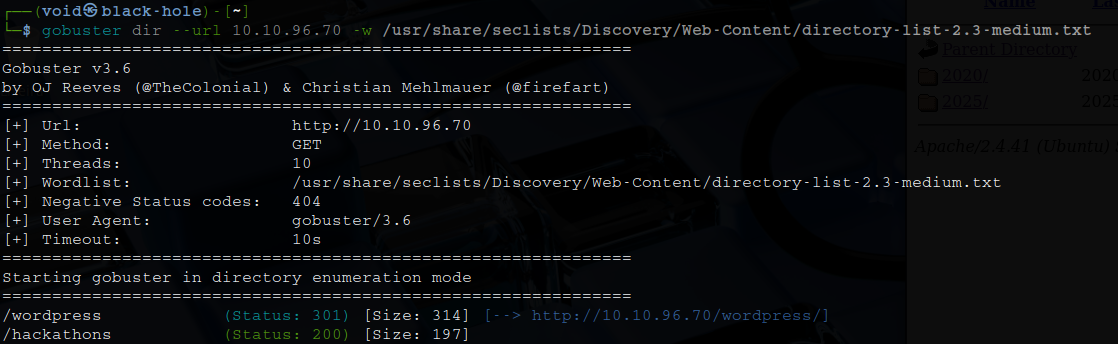 ┌──(void㉿black-hole)-[~]
└─$ gobuster dir --url 10.10.96.70 -w /usr/share/seclists/Discovery/Web-Content/directory-list-2.3-medium.txt
===============================================================
Gobuster v3.6
by OJ Reeves (@TheColonial) & Christian Mehlmauer (@firefart)
===============================================================
[+] Url:                     http://10.10.96.70
[+] Method:                  GET
[+] Threads:                 10
[+] Wordlist:                /usr/share/seclists/Discovery/Web-Content/directory-list-2.3-medium.txt
[+] Negative Status codes:   404
[+] User Agent:              gobuster/3.6
[+] Timeout:                 10s
===============================================================
Starting gobuster in directory enumeration mode
===============================================================
/wordpress            (Status: 301) [Size: 314] [--> http://10.10.96.70/wordpress/]
/hackathons           (Status: 200) [Size: 197]
Name
Parent Directory
2020/
2025/
Apache/2.4.41 (Ubuntu)